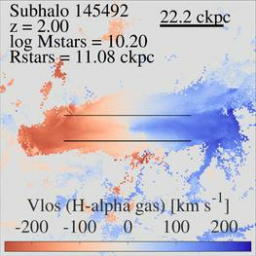 Subhalo 145492
22.2 ckpc
z = 2.00
log Mstars = 10.20
Rstars = 11.08 ckpc
Vlos (H-alpha gas) [km s⁻¹]
-200 -100 0 100 200